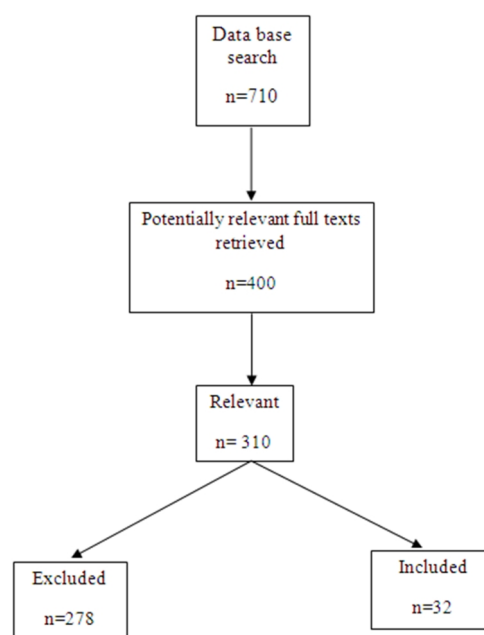 Data base
search
n=710
Potentially relevant full texts
retrieved
n=400
Relevant
n= 310
Excluded
n=278
Included
n=32